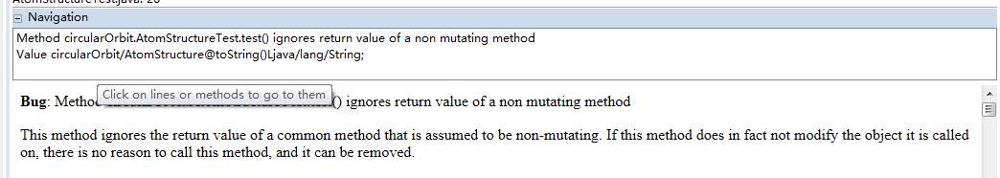 Navigation
Method circularOrbit.AtomStructureTest.test() ignores return value of a non mutating method
Value circularOrbit/AtomStructure@toString()Ljava/lang/String;
Click on lines or methods to go to them
Bug: Metho () ignores return value of a non mutating method
This method ignores the return value of a common method that is assumed to be non-mutating. If this method does in fact not modify the object it is called
on, there is no reason to call this method, and it can be removed.